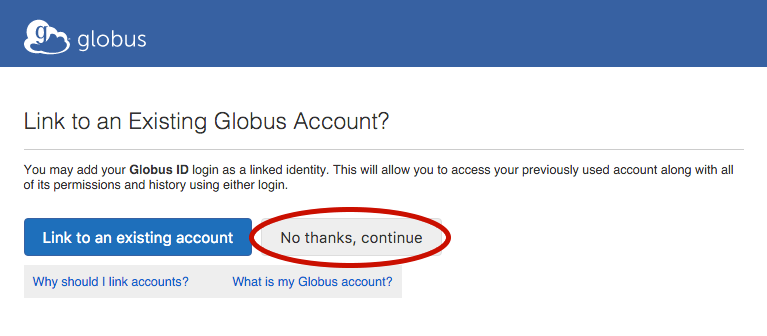 g globus
Link to an Existing Globus Account?
You may add your Globus ID login as a linked identity. This will allow you to access your previously used account along with all
of its permissions and history using either login.
Link to an existing account No thanks, continue
Why should I link accounts? What is my Globus account?